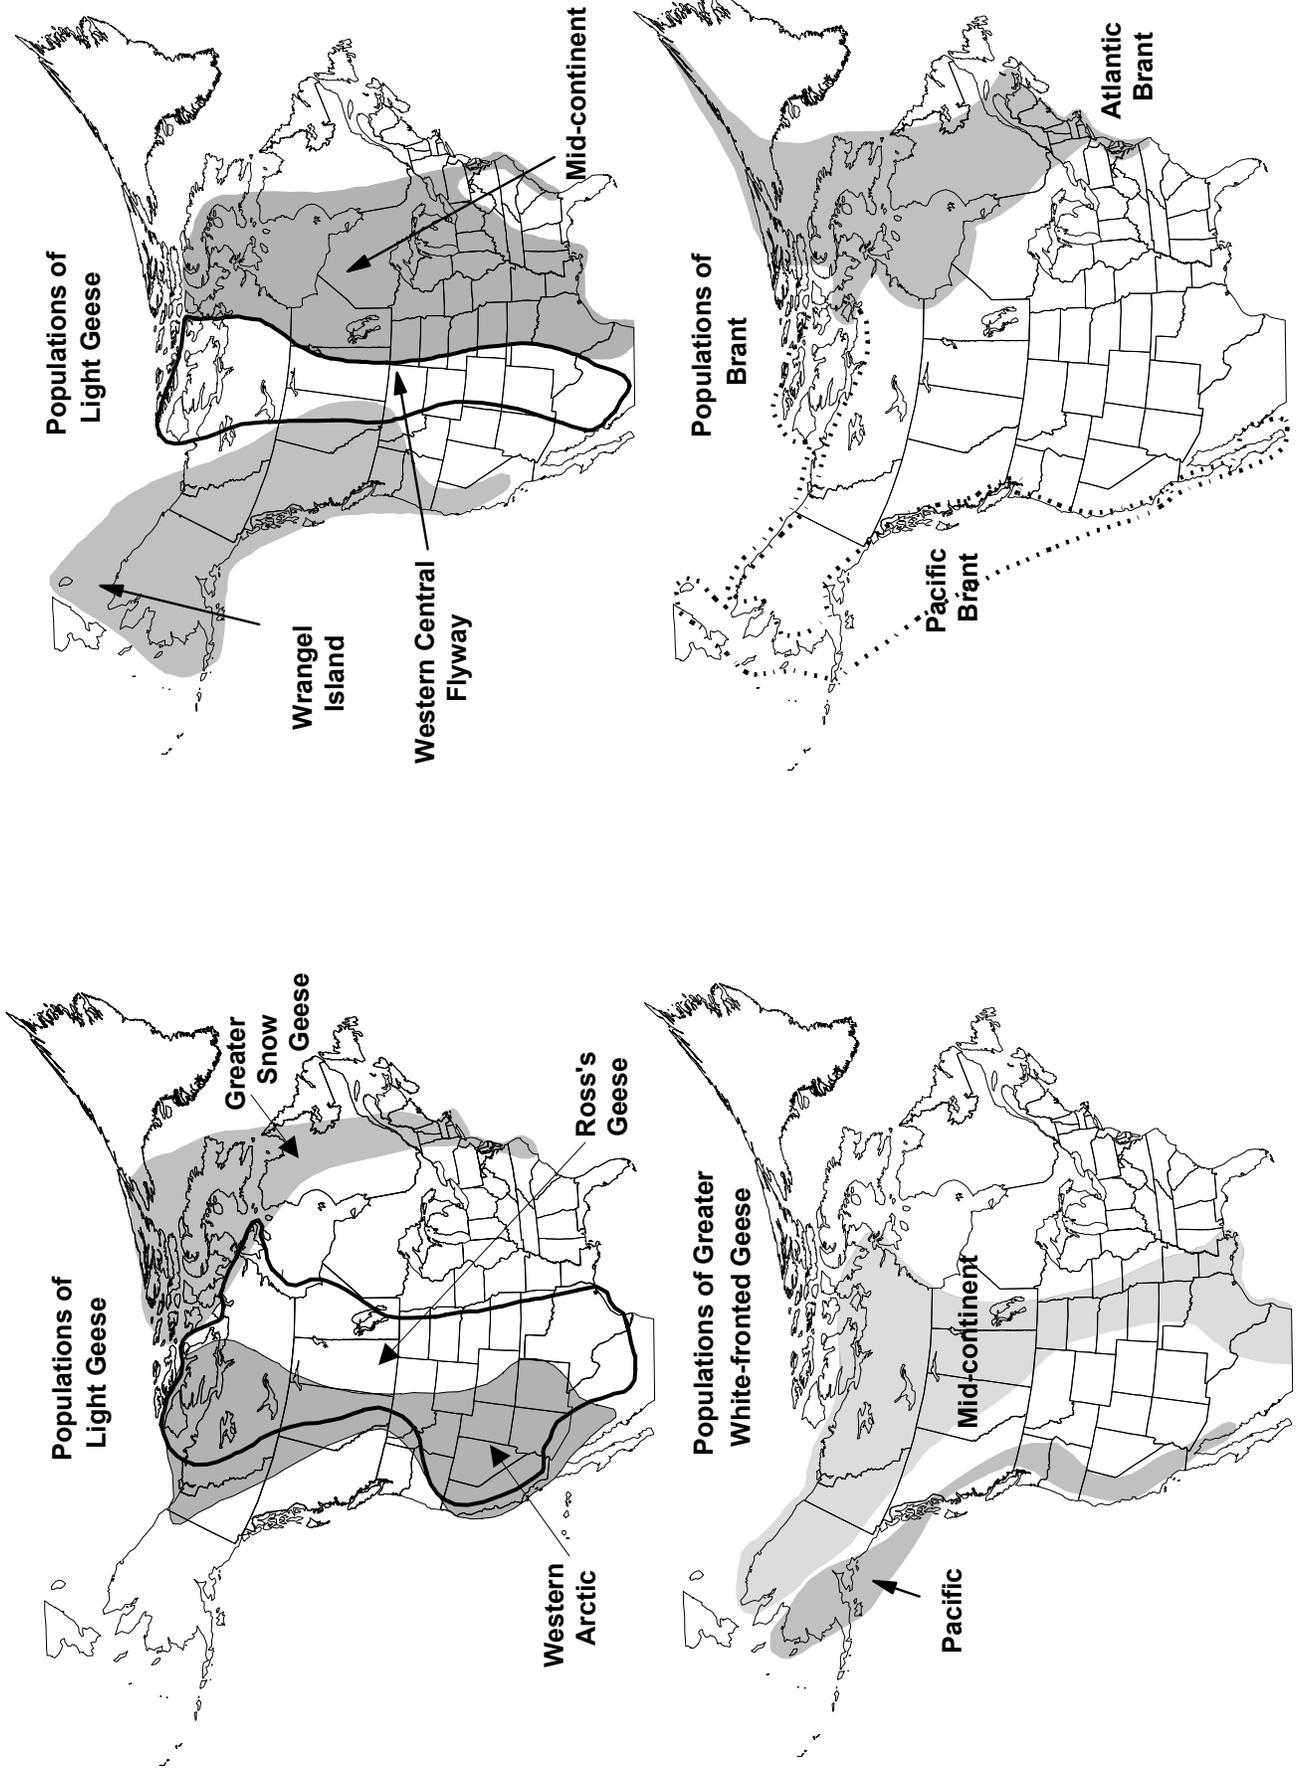 Populations of
Light Geese
Greater
Snow
Geese
Ross's
Geese
Western
Arctic
Populations of
Light Geese
Mid-continent
Wrangel
Island
Western Central
Flyway
Populations of Greater
White-fronted Geese
Mid-continent
Pacific
Populations of
Brant
Atlantic
Brant
Pacific
Brant